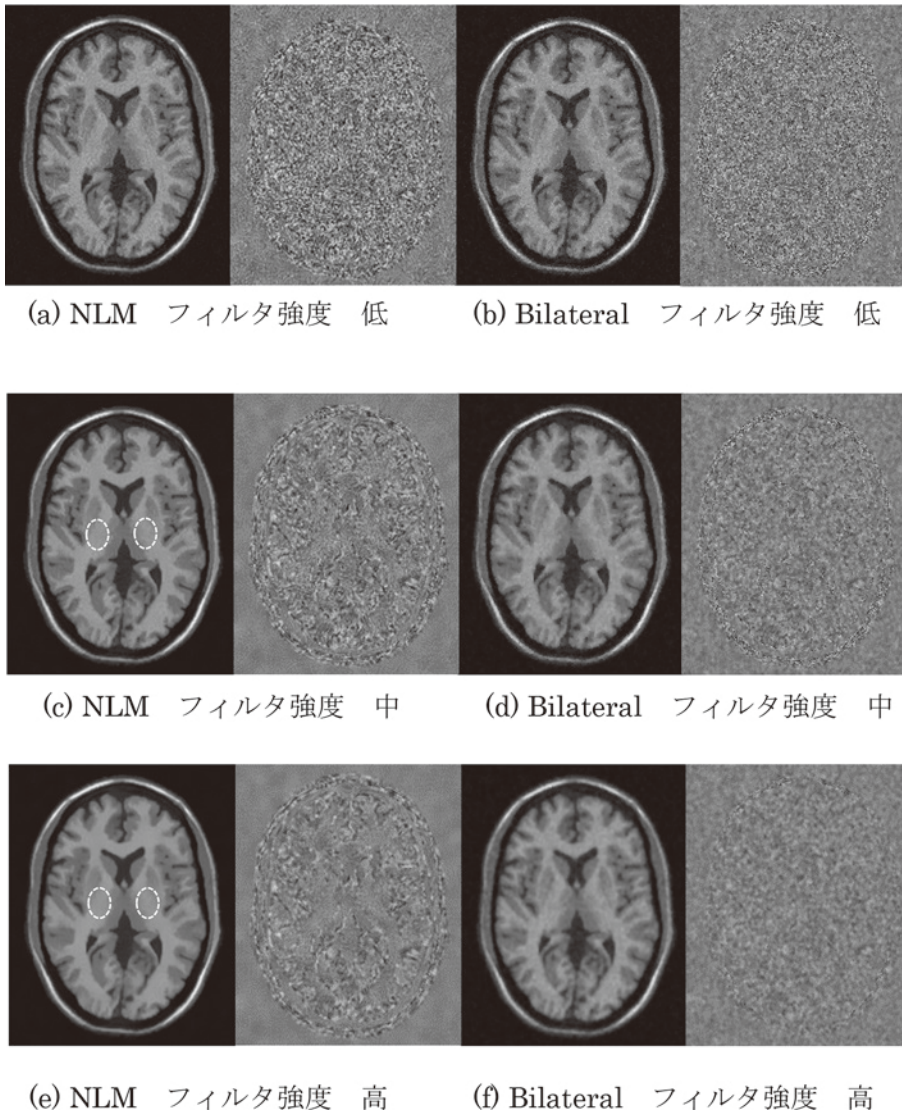 (a) NLM　フィルタ強度　低
(b) Bilateral　フィルタ強度　低
(c) NLM　フィルタ強度　中
(d) Bilateral　フィルタ強度　中
(e) NLM　フィルタ強度　高
(f) Bilateral　フィルタ強度　高